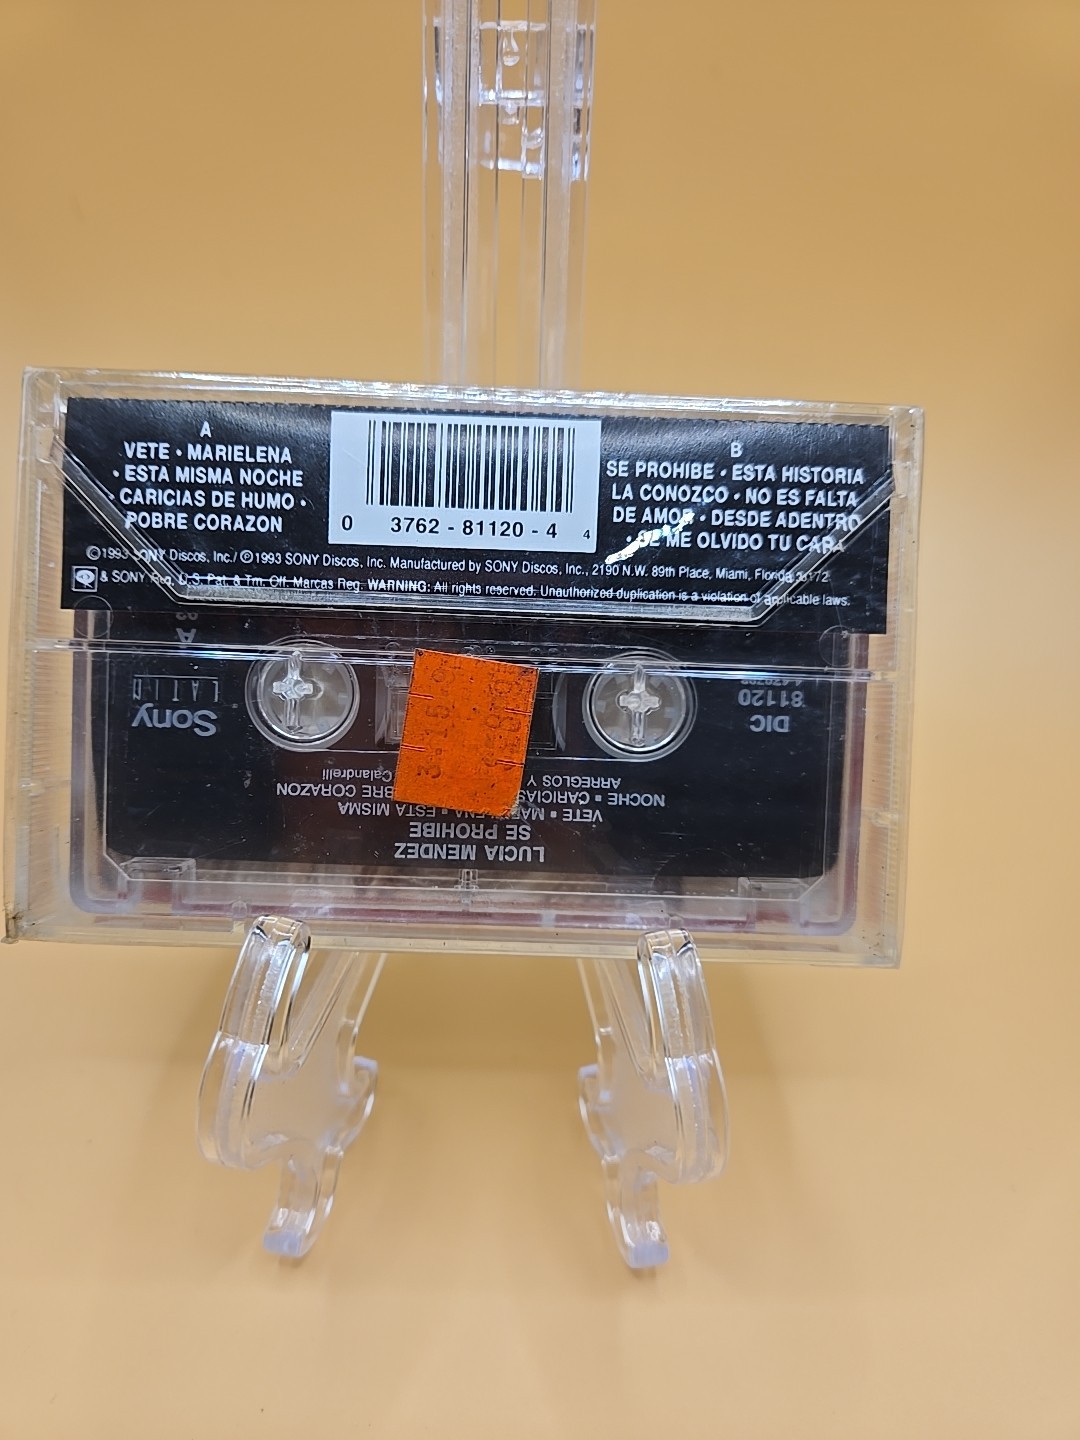 A
VETE • MARIELENA
• ESTA MISMA NOCHE
• CARICIAS DE HUMO •
POBRE CORAZON
0 3762 - 81120 - 4 4
B
SE PROHIBE • ESTA HISTORIA
LA CONOZCO • NO ES FALTA
DE AMOR • DESDE ADENTRO
• SE ME OLVIDO TU CARA
©1993 SONY Discos, Inc./ ℗1993 SONY Discos, Inc. Manufactured by SONY Discos, Inc., 2190 N.W. 89th Place, Miami, Florida 33172
& SONY Reg. U.S. Pat. & Tm. Off. Marcas Reg. WARNING: All rights reserved. Unauthorized duplication is a violation of applicable laws.
LUCIA MENDEZ
SE PROHIBE
VETE • • ESTA MISMA
NOCHE • CARICIAS CORAZON
ARREGLOS Y Calandrelli
DIC
81120
A
Sony
LATIN
3-15